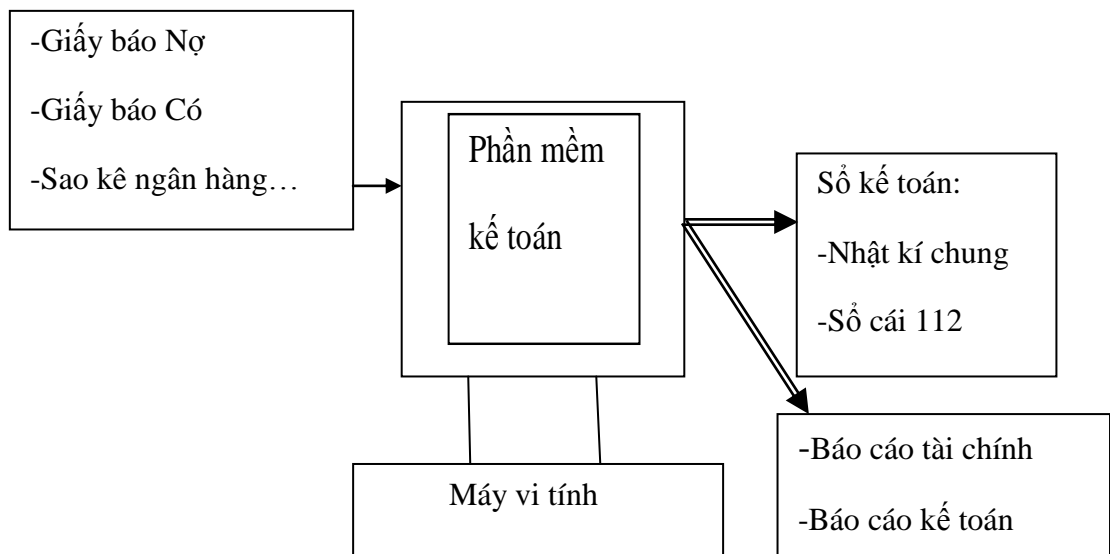 -Giấy báo Nợ
-Giấy báo Có
-Sao kê ngân hàng…
Phần mềm
kế toán
Sổ kế toán:
-Nhật kí chung
-Sổ cái 112
-Báo cáo tài chính
-Báo cáo kế toán
Máy vi tính